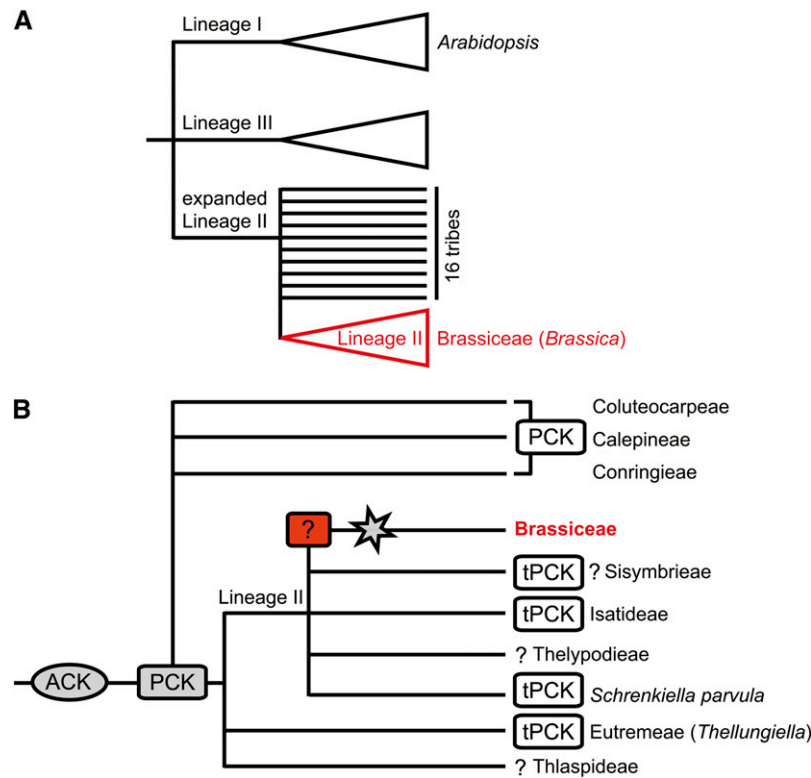 A
Lineage I
Arabidopsis
Lineage III
expanded
Lineage II
16 tribes
Lineage II
Brassiceae (Brassica)
B
Coluteocarpeae
PCK
Calepineae
Conringieae
?
Brassiceae
tPCK
? Sisymbrieae
Lineage II
tPCK
Isatideae
? Thelypodieae
ACK
PCK
tPCK
Schrenkiella parvula
tPCK
Eutremeae (Thellungiella)
? Thlaspideae